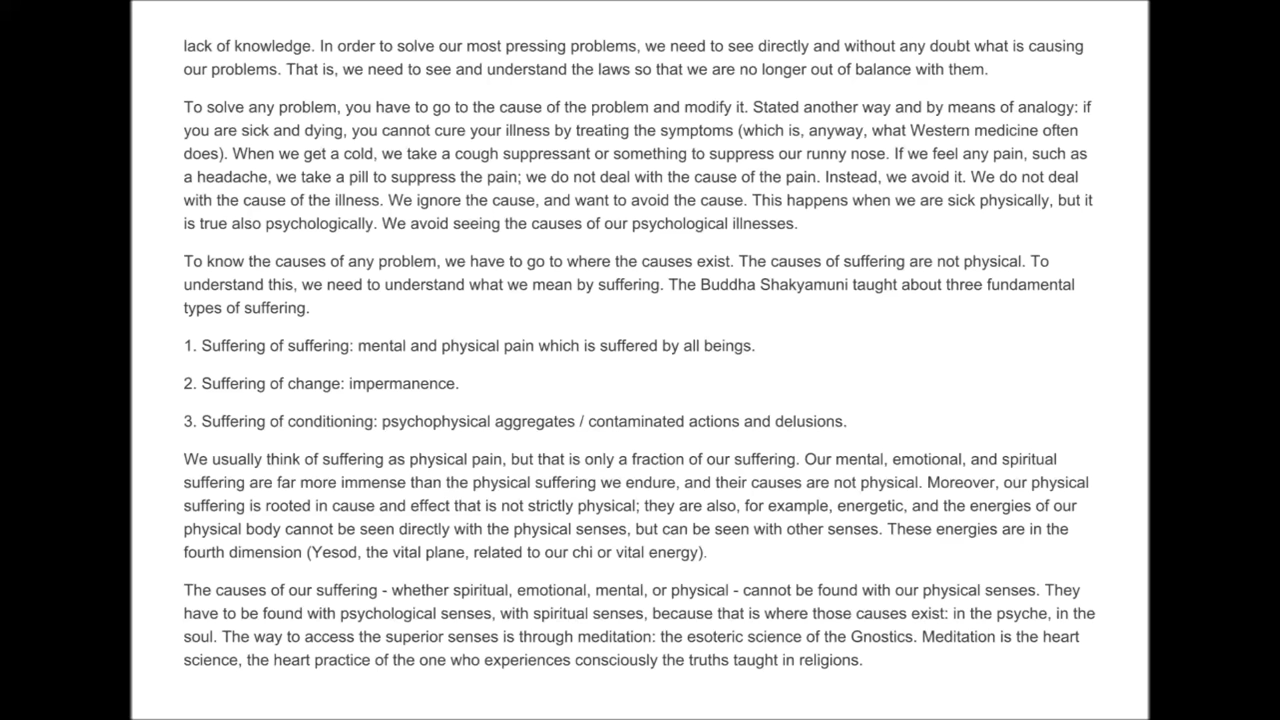 lack of knowledge. In order to solve our most pressing problems, we need to see directly and without any doubt what is causing
our problems. That is, we need to see and understand the laws so that we are no longer out of balance with them.
To solve any problem, you have to go to the cause of the problem and modify it. Stated another way and by means of analogy: if
you are sick and dying, you cannot cure your illness by treating the symptoms (which is, anyway, what Western medicine often
does). When we get a cold, we take a cough suppressant or something to suppress our runny nose. If we feel any pain, such as
a headache, we take a pill to suppress the pain; we do not deal with the cause of the pain. Instead, we avoid it. We do not deal
with the cause of the illness. We ignore the cause, and want to avoid the cause. This happens when we are sick physically, but it
is true also psychologically. We avoid seeing the causes of our psychological illnesses.
To know the causes of any problem, we have to go to where the causes exist. The causes of suffering are not physical. To
understand this, we need to understand what we mean by suffering. The Buddha Shakyamuni taught about three fundamental
types of suffering.
1. Suffering of suffering: mental and physical pain which is suffered by all beings.
2. Suffering of change: impermanence.
3. Suffering of conditioning: psychophysical aggregates / contaminated actions and delusions.
We usually think of suffering as physical pain, but that is only a fraction of our suffering. Our mental, emotional, and spiritual
suffering are far more immense than the physical suffering we endure, and their causes are not physical. Moreover, our physical
suffering is rooted in cause and effect that is not strictly physical; they are also, for example, energetic, and the energies of our
physical body cannot be seen directly with the physical senses, but can be seen with other senses. These energies are in the
fourth dimension (Yesod, the vital plane, related to our chi or vital energy).
The causes of our suffering - whether spiritual, emotional, mental, or physical - cannot be found with our physical senses. They
have to be found with psychological senses, with spiritual senses, because that is where those causes exist: in the psyche, in the
soul. The way to access the superior senses is through meditation: the esoteric science of the Gnostics. Meditation is the heart
science, the heart practice of the one who experiences consciously the truths taught in religions.